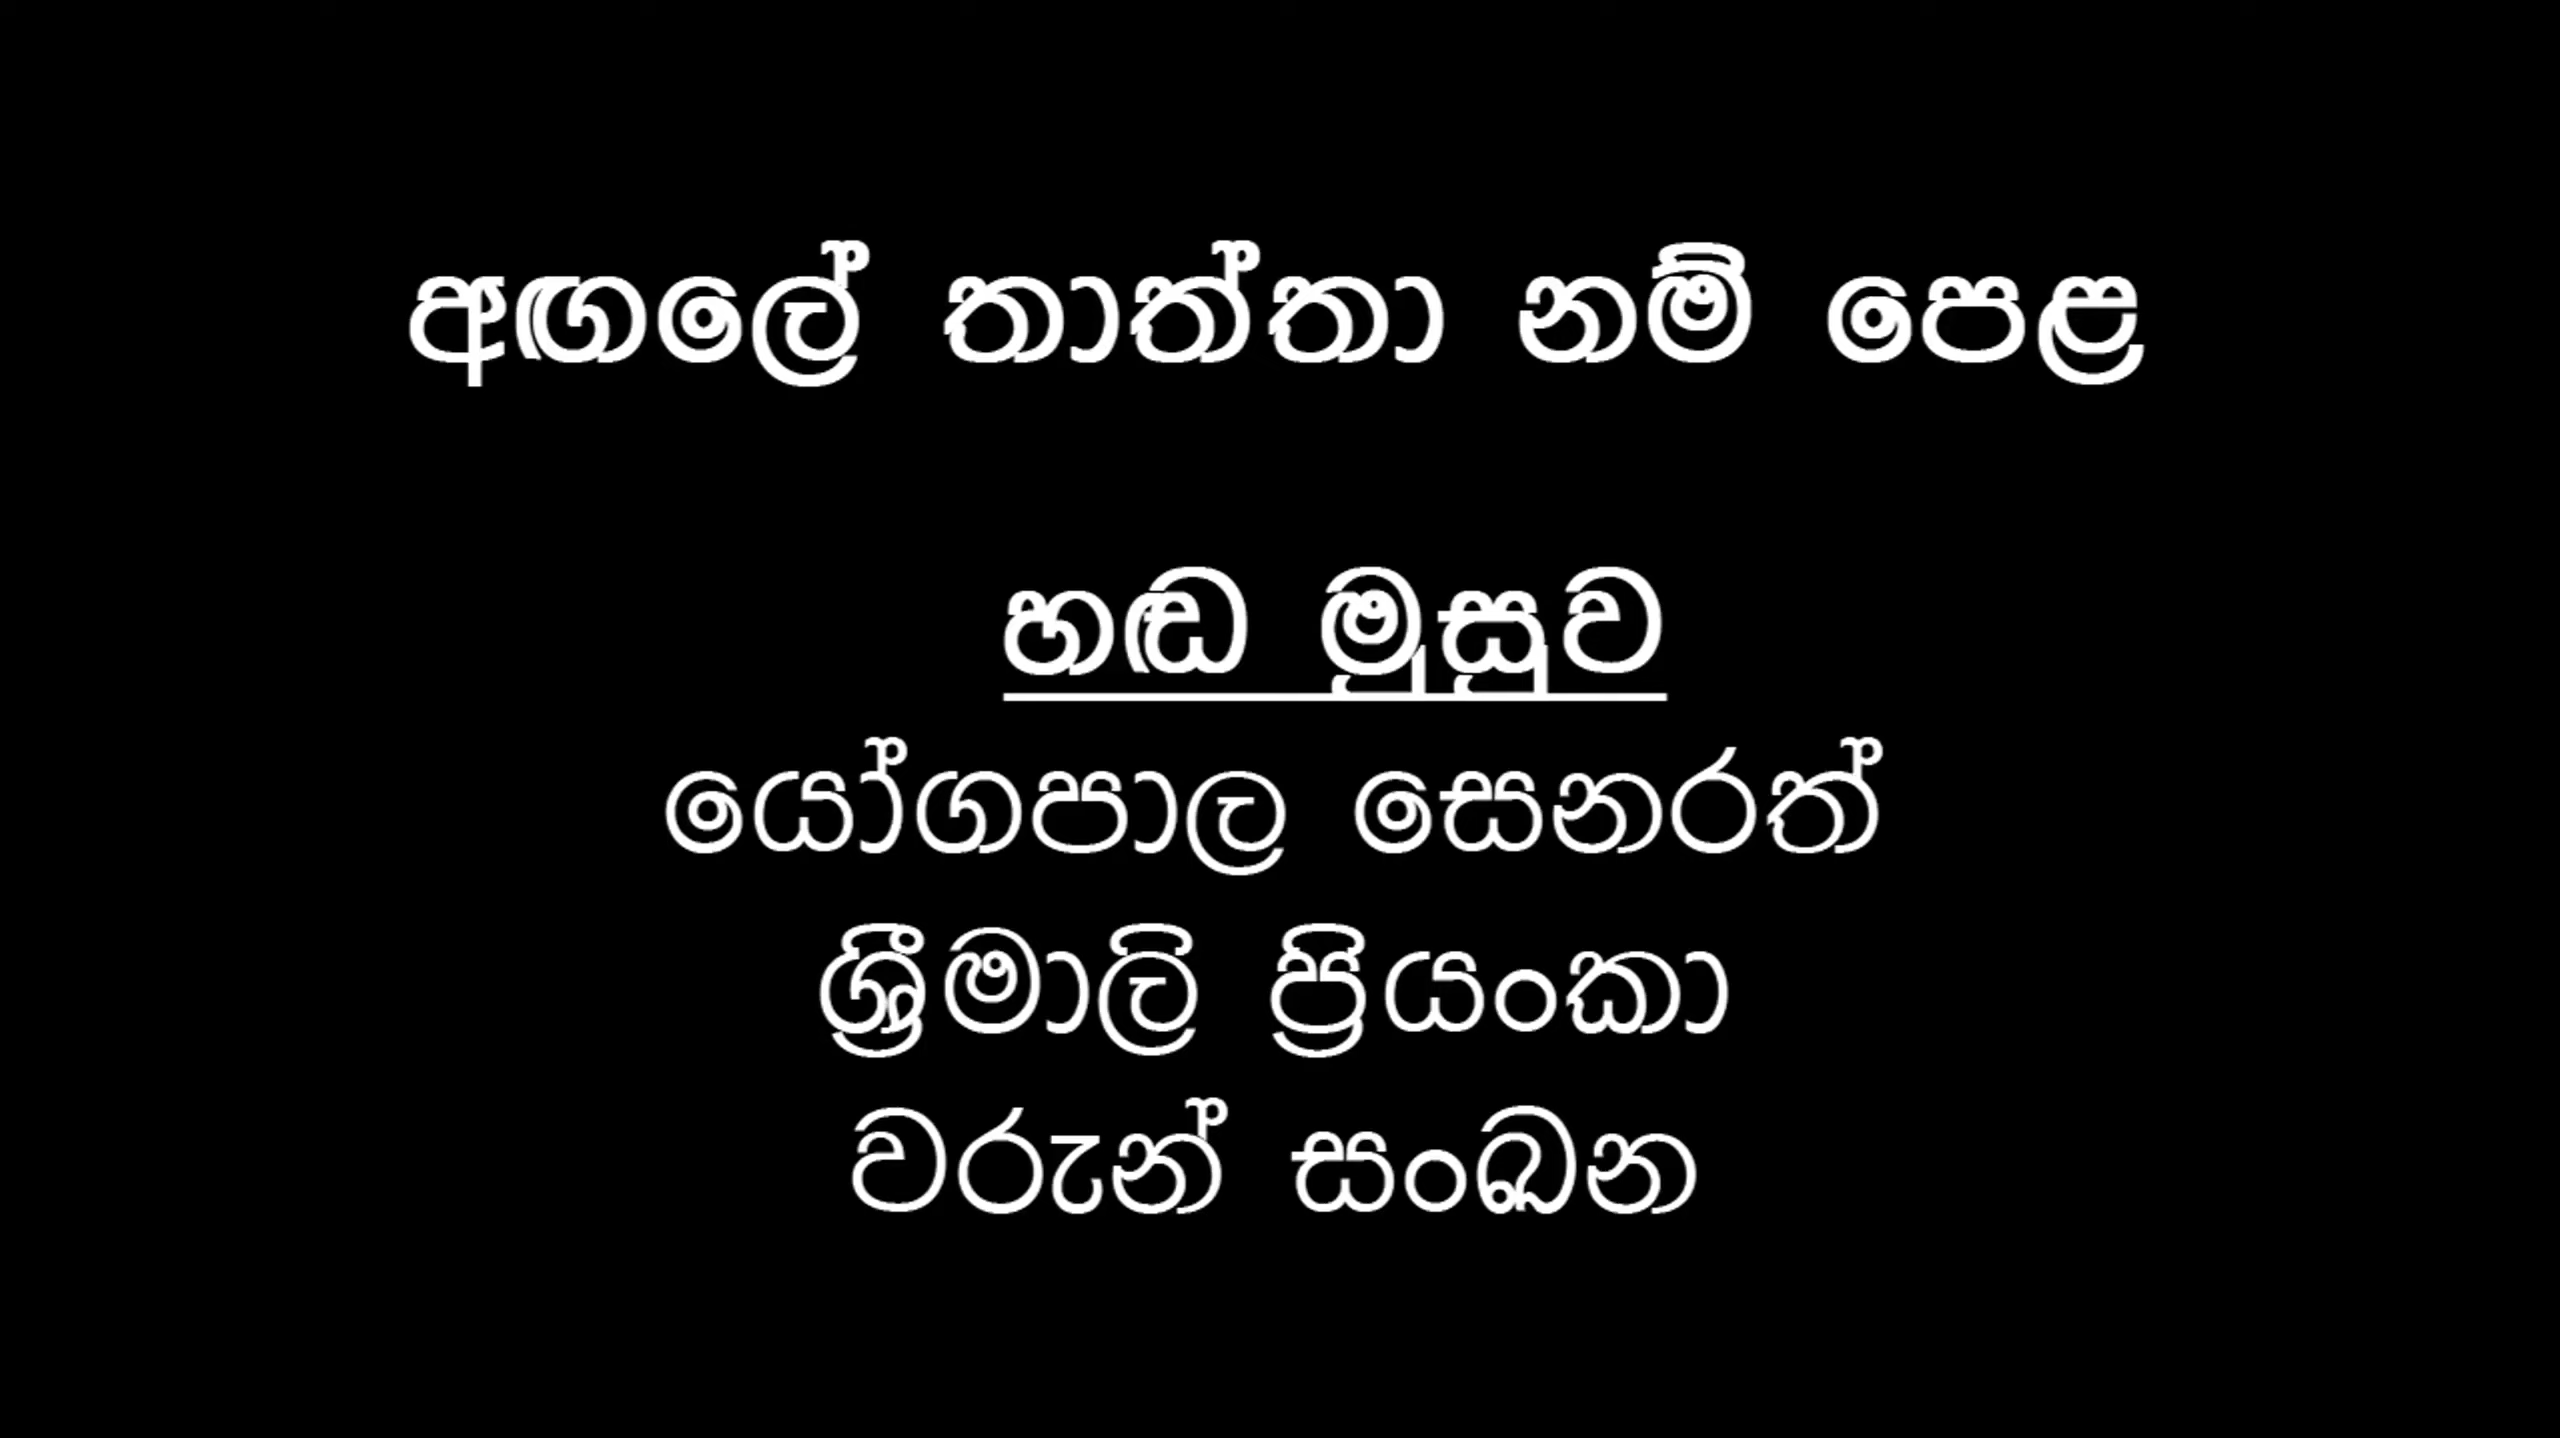 අඟලේ තාත්තා නම් පෙළ
හඬ මුසුව
යෝගපාල සෙනරත්
ශ්‍රීමාලි ප්‍රියංකා
වරුන් සංඛන